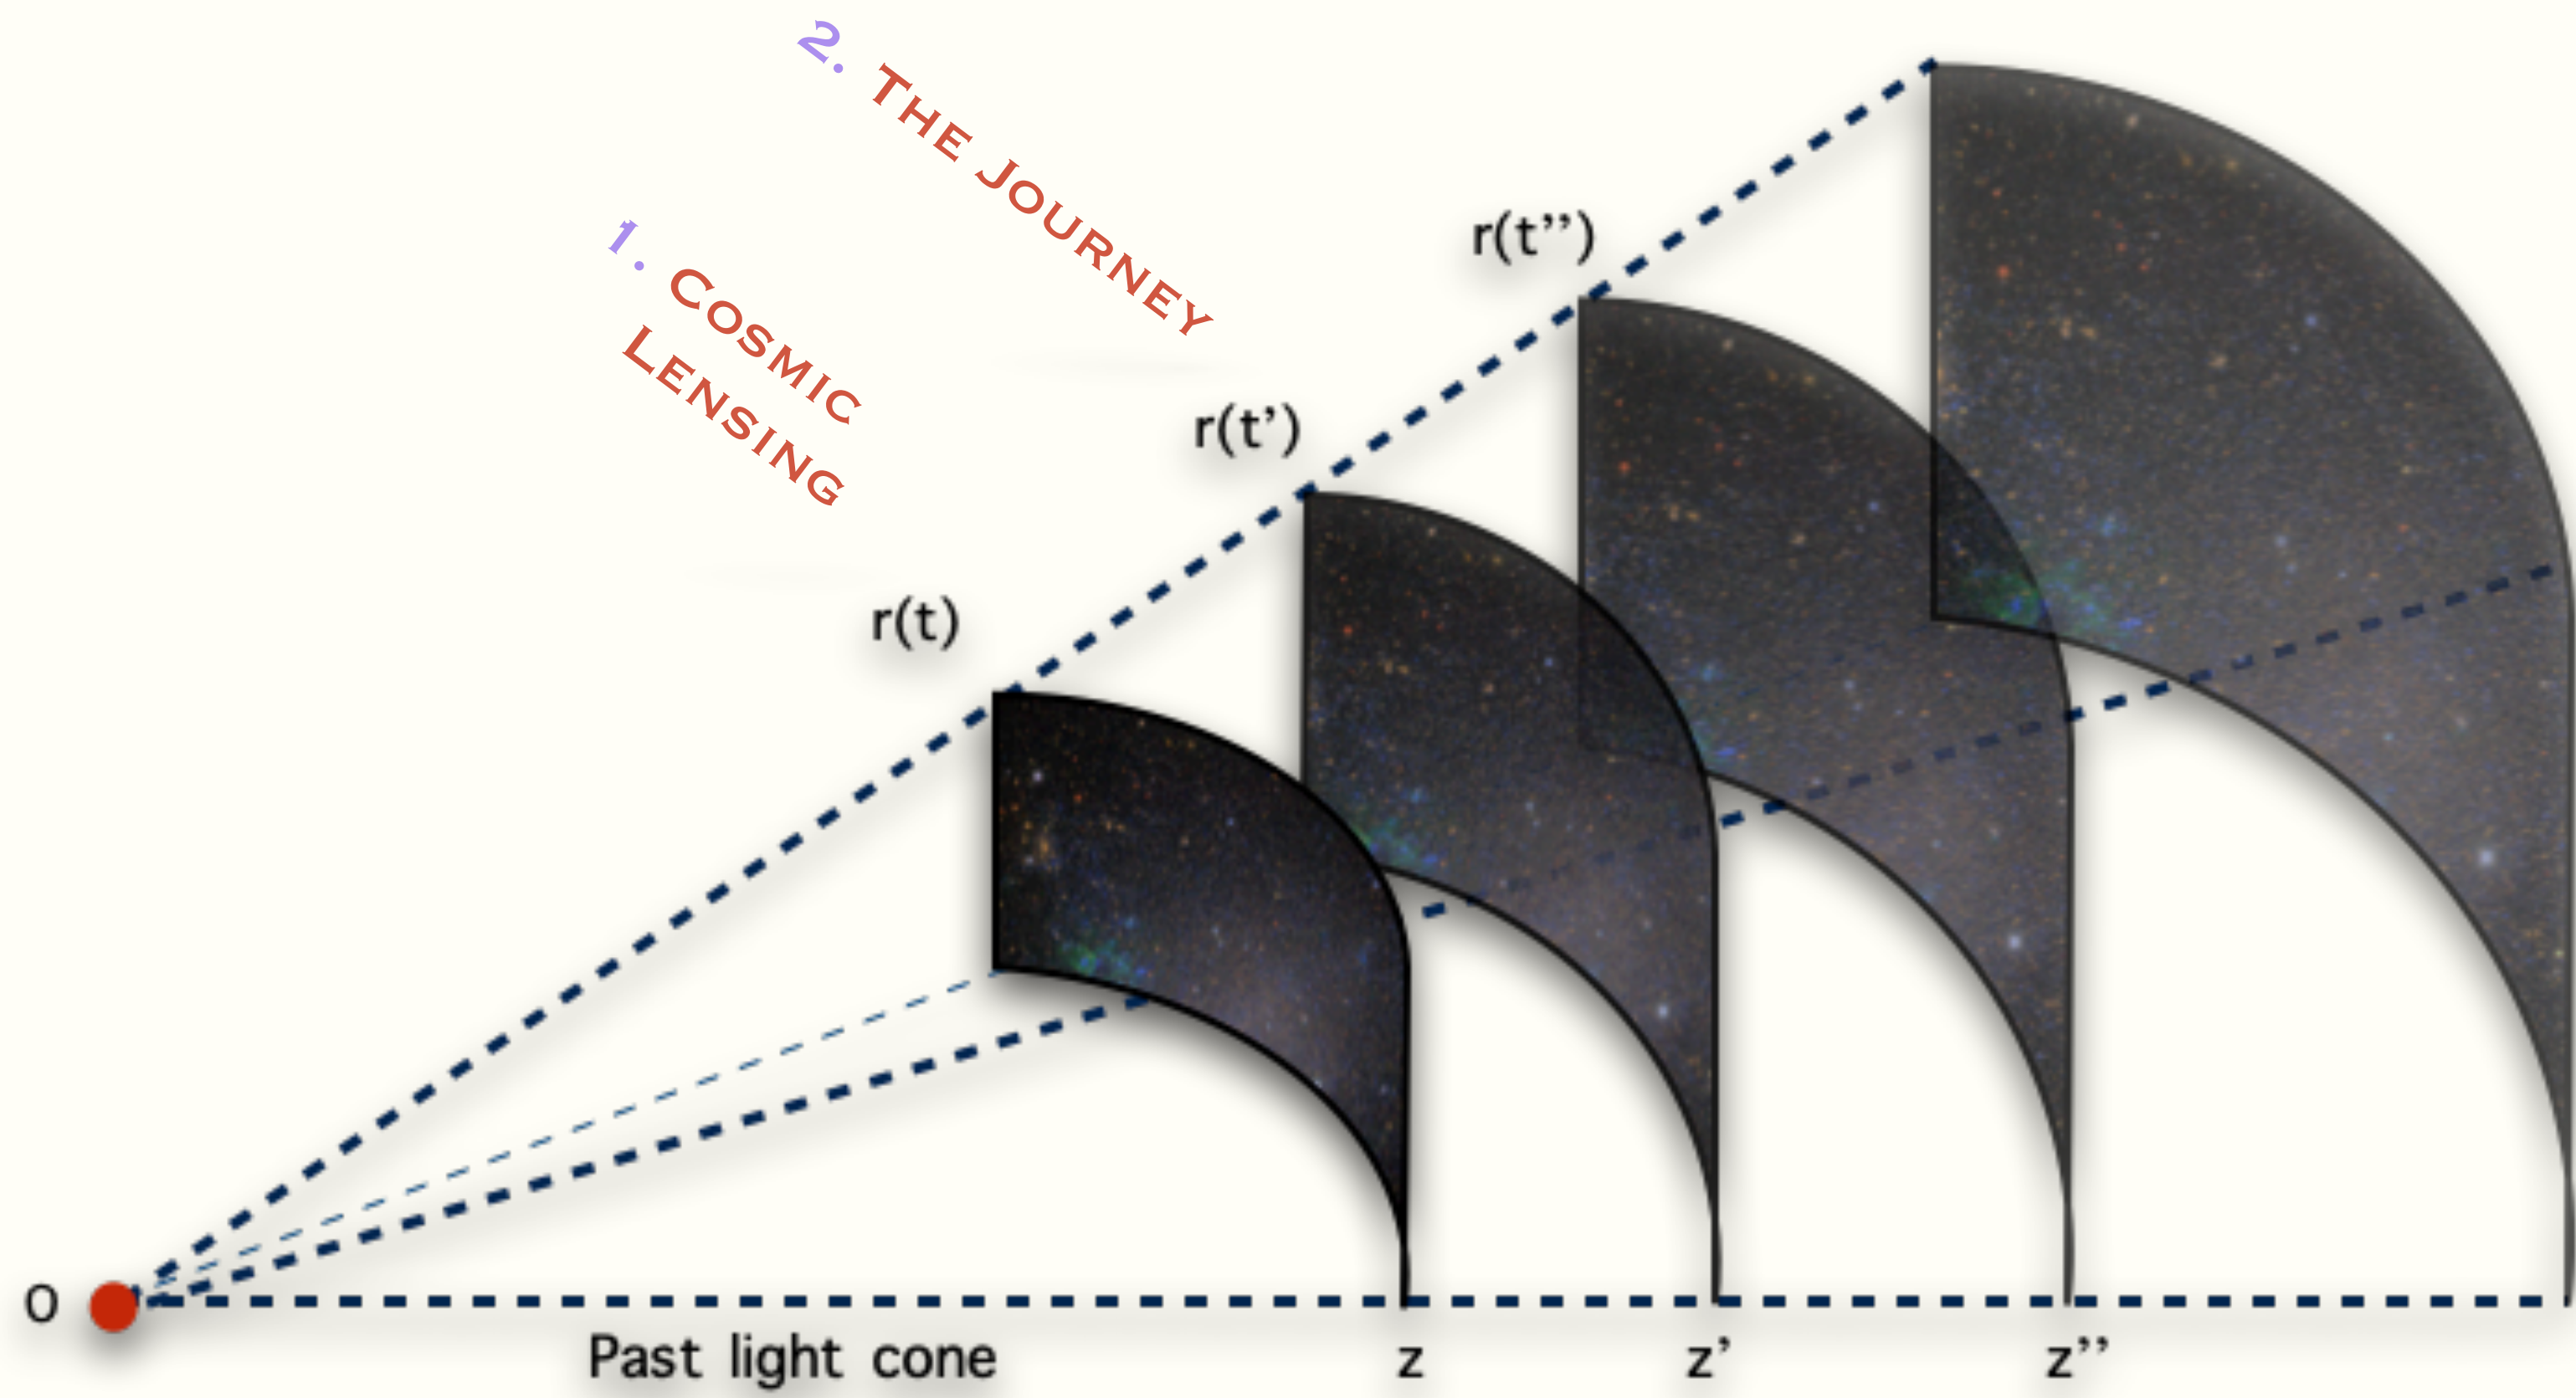 2. The Journey
1. Cosmic
Lensing
r(t'')
r(t')
r(t)
O
Past light cone
z
z'
z''